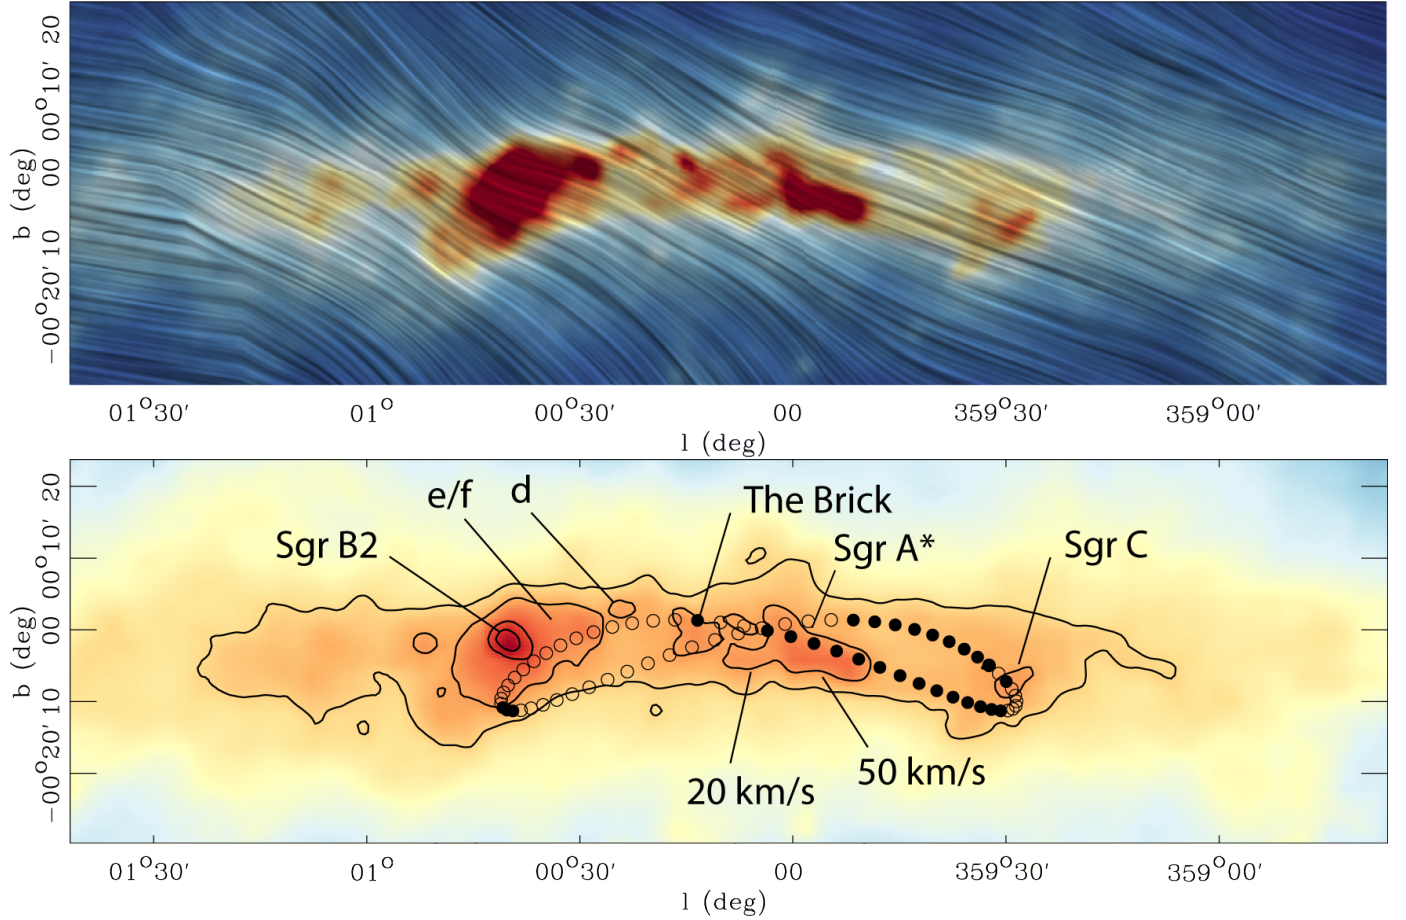 b (deg)
20
00°10'
00
−00°20' 10
01°30'
01°
00°30'
00
359°30'
359°00'
l (deg)
b (deg)
20
00°10'
00
−00°20' 10
e/f
d
The Brick
Sgr B2
Sgr A*
Sgr C
20 km/s
50 km/s
01°30'
01°
00°30'
00
359°30'
359°00'
l (deg)